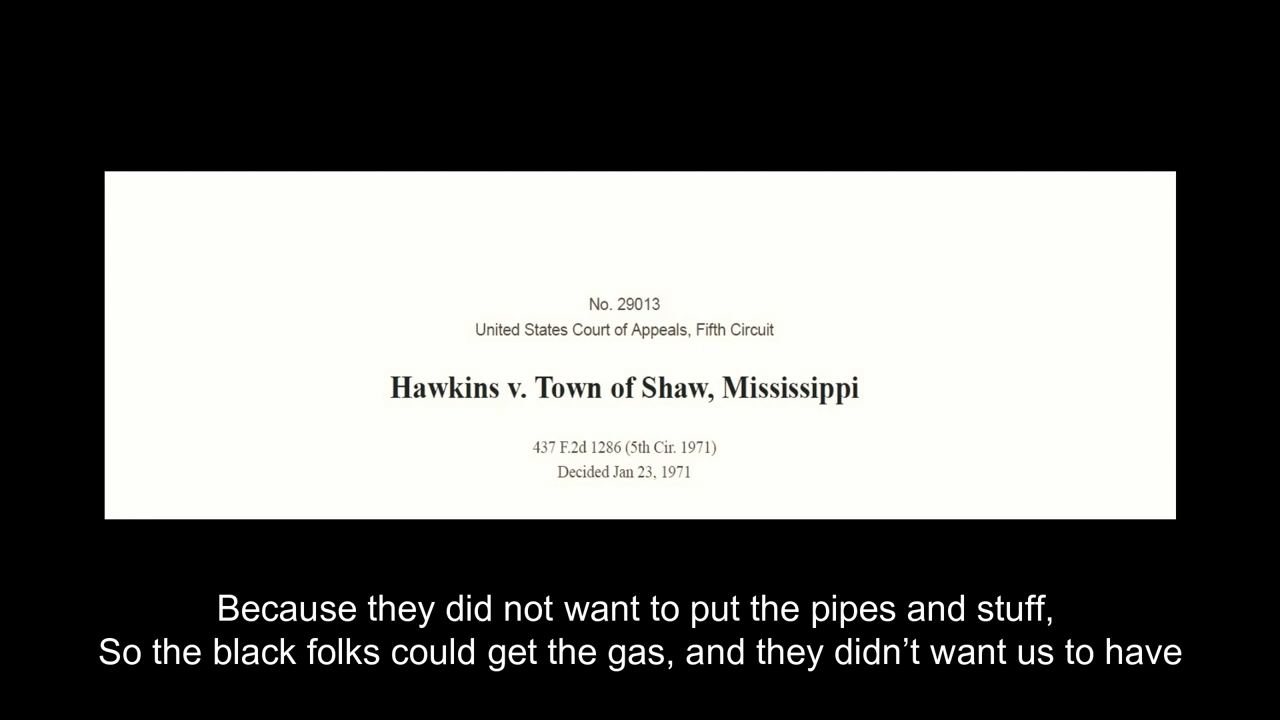 No. 29013
United States Court of Appeals, Fifth Circuit
Hawkins v. Town of Shaw, Mississippi
437 F.2d 1286 (5th Cir. 1971)
Decided Jan 23, 1971
Because they did not want to put the pipes and stuff,
So the black folks could get the gas, and they didn’t want us to have